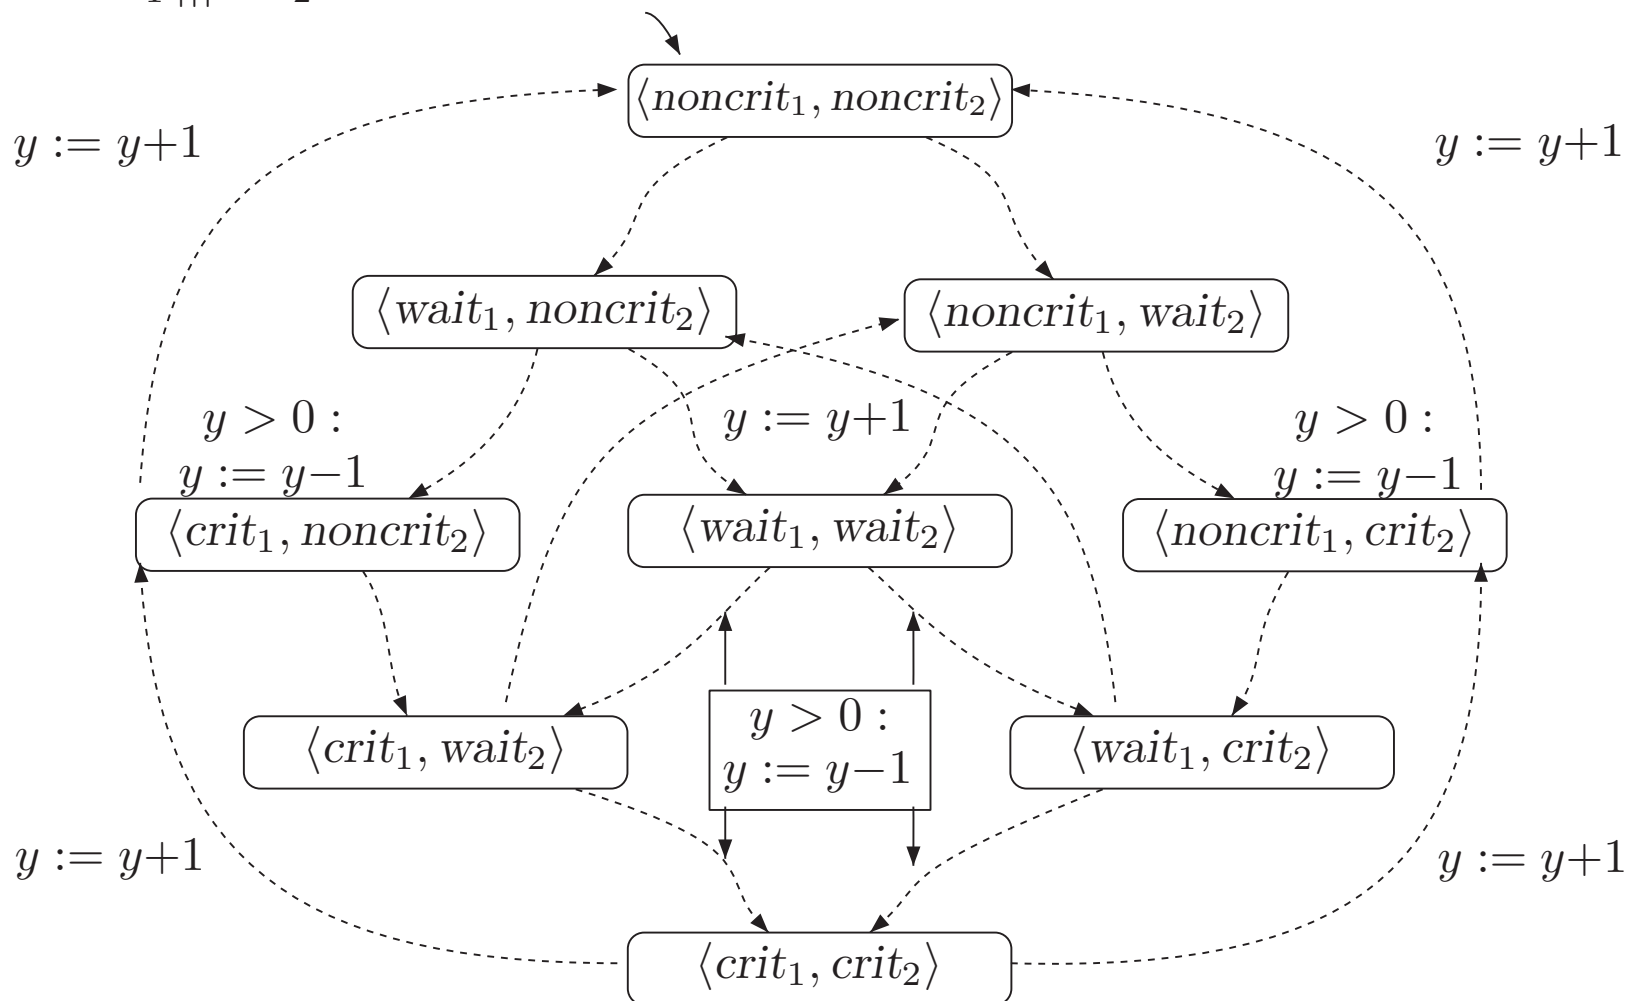 ⟨noncrit₁, noncrit₂⟩
y := y+1
y := y+1
⟨wait₁, noncrit₂⟩
⟨noncrit₁, wait₂⟩
y > 0 :
y := y−1
y := y+1
y > 0 :
y := y−1
⟨crit₁, noncrit₂⟩
⟨wait₁, wait₂⟩
⟨noncrit₁, crit₂⟩
⟨crit₁, wait₂⟩
y > 0 :
y := y−1
⟨wait₁, crit₂⟩
y := y+1
y := y+1
⟨crit₁, crit₂⟩